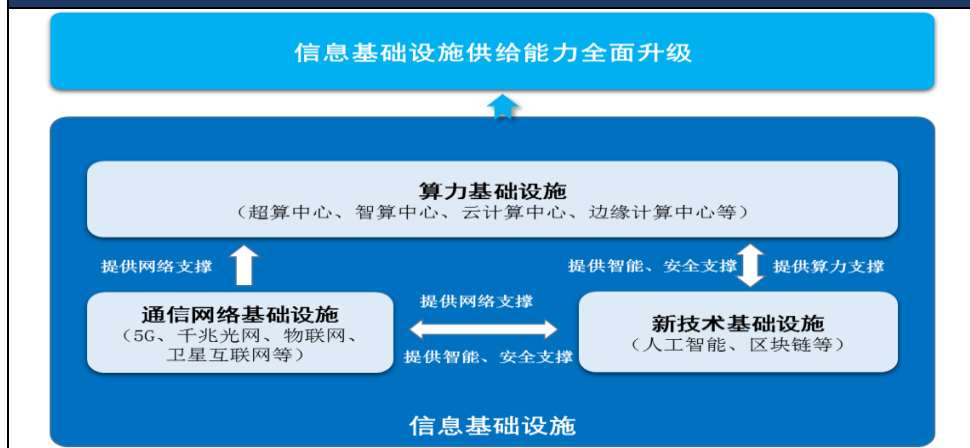 信息基础设施供给能力全面升级
算力基础设施
（超算中心、智算中心、云计算中心、边缘计算中心等）
提供网络支撑
提供智能、安全支撑
提供算力支撑
通信网络基础设施
（5G、千兆光网、物联网、
卫星互联网等）
提供网络支撑
提供智能、安全支撑
新技术基础设施
（人工智能、区块链等）
信息基础设施